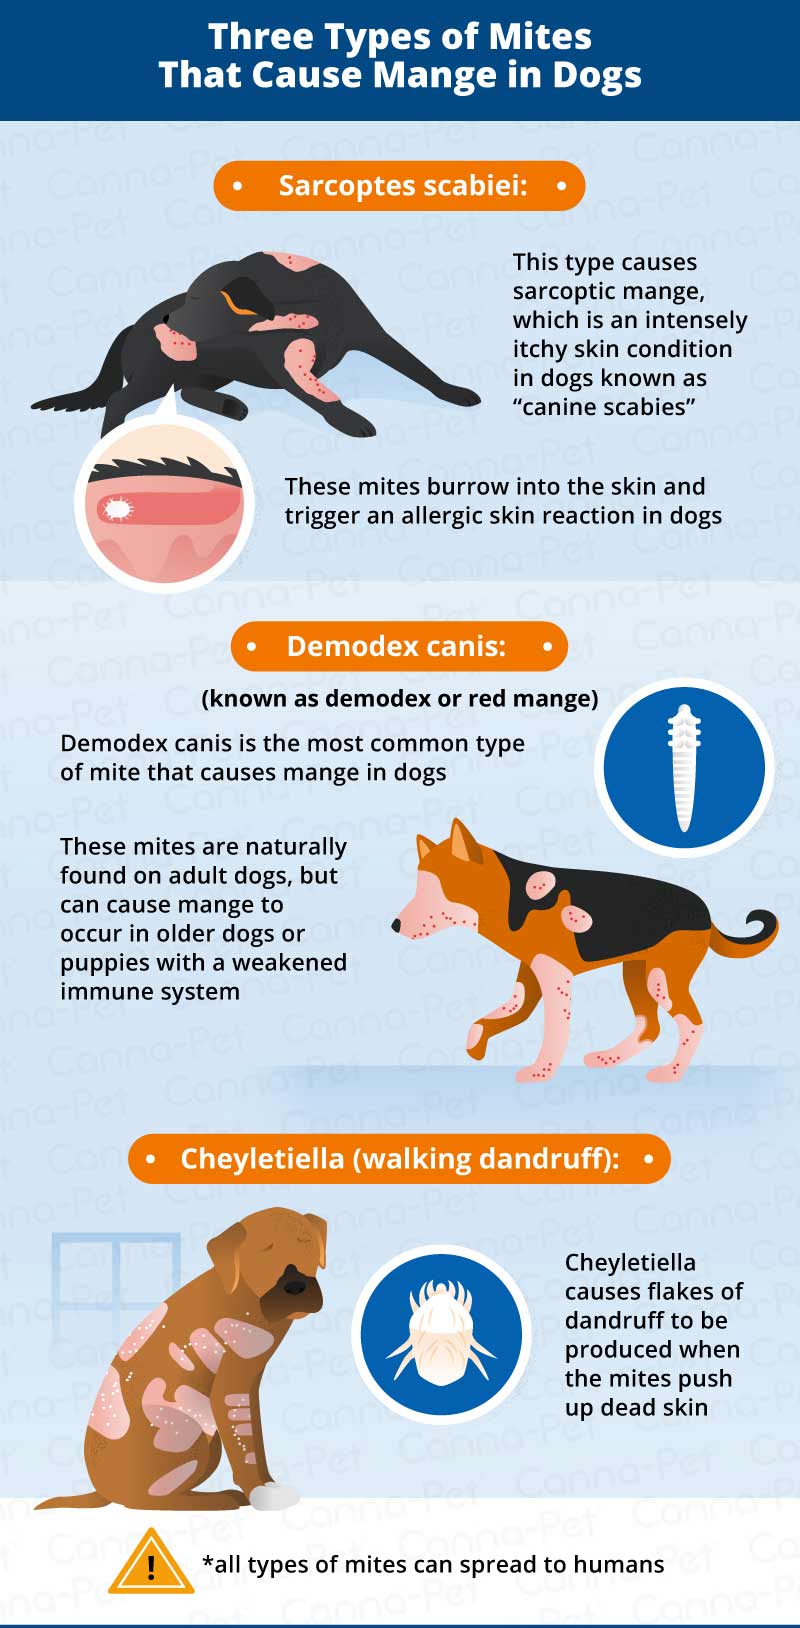 Three Types of Mites
That Cause Mange in Dogs
Sarcoptes scabiei:
This type causes
sarcoptic mange,
which is an intensely
itchy skin condition
in dogs known as
“canine scabies”
These mites burrow into the skin and
trigger an allergic skin reaction in dogs
Demodex canis:
(known as demodex or red mange)
Demodex canis is the most common type
of mite that causes mange in dogs
These mites are naturally
found on adult dogs, but
can cause mange to
occur in older dogs or
puppies with a weakened
immune system
Cheyletiella (walking dandruff):
Cheyletiella
causes flakes of
dandruff to be
produced when
the mites push
up dead skin
!
*all types of mites can spread to humans
Canna-Pet